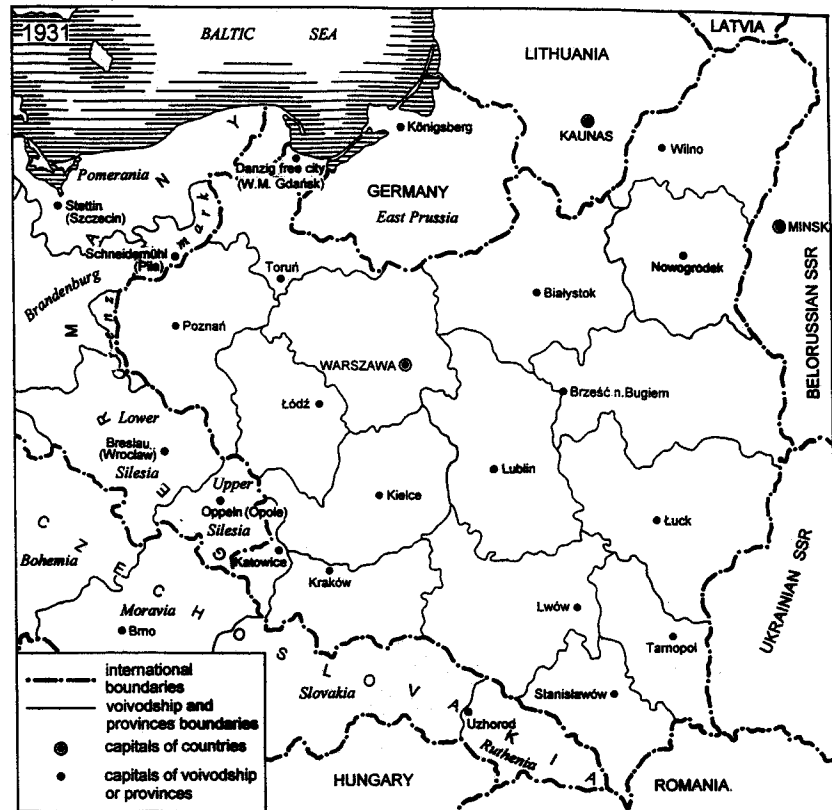 1931
BALTIC SEA
LATVIA
LITHUANIA
KAUNAS
Königsberg
Wilno
Danzig free city
(W.M. Gdańsk)
Pomerania
Stettin
(Szczecin)
GERMANY
East Prussia
MINSK
Schneidemühl
(Piła)
Grenzmark
Toruń
Nowogrodek
Białystok
Brandenburg
Poznań
WARSZAWA
BELORUSSIAN SSR
Łódź
Brześć n.Bugiem
Lower
Silesia
Breslau
(Wrocław)
GERMANY
Lublin
Upper
Silesia
Kielce
Oppeln (Opole)
Łuck
Bohemia
Katowice
Kraków
UKRAINIAN SSR
CZECHOSLOVAKIA
Moravia
Brno
Lwów
Tarnopol
Slovakia
Stanisławów
Uzhorod
Ruthenia
HUNGARY
ROMANIA.
international
boundaries
voivodship and
provinces boundaries
capitals of countries
capitals of voivodship
or provinces